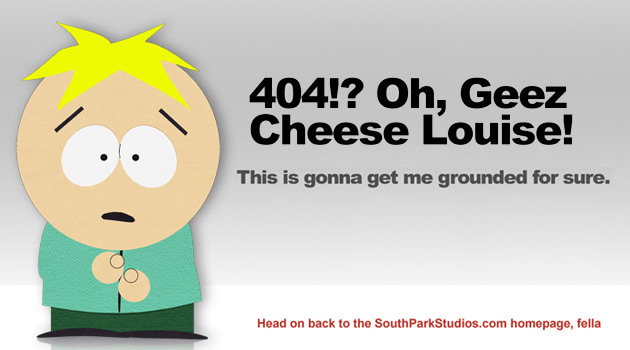 404!? Oh, Geez
Cheese Louise!
This is gonna get me grounded for sure.
Head on back to the SouthParkStudios.com homepage, fella